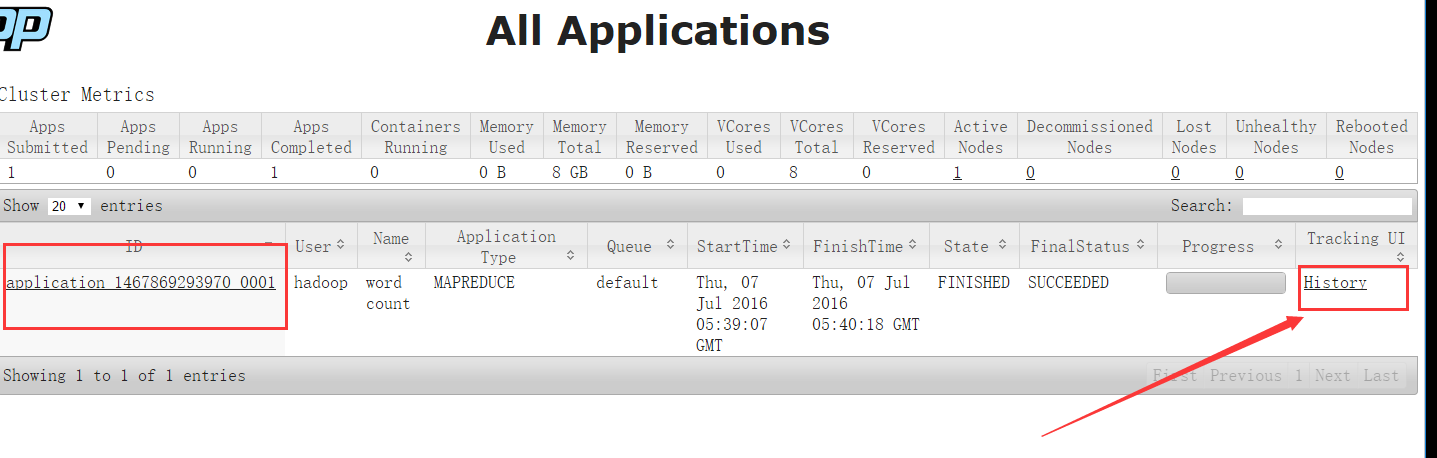 op
All Applications
Cluster Metrics
Apps Submitted Apps Pending Apps Running Apps Completed Containers Running Memory Used Memory Total Memory Reserved VCores Used VCores Total VCores Reserved Active Nodes Decommissioned Nodes Lost Nodes Unhealthy Nodes Rebooted Nodes
1 0 0 1 0 0 B 8 GB 0 B 0 8 0 1 0 0 0 0
Show 20 entries Search:
ID User Name Application Type Queue StartTime FinishTime State FinalStatus Progress Tracking UI
application_1467869293970_0001 hadoop word count MAPREDUCE default Thu, 07 Jul 2016 05:39:07 GMT Thu, 07 Jul 2016 05:40:18 GMT FINISHED SUCCEEDED History
Showing 1 to 1 of 1 entries First Previous 1 Next Last